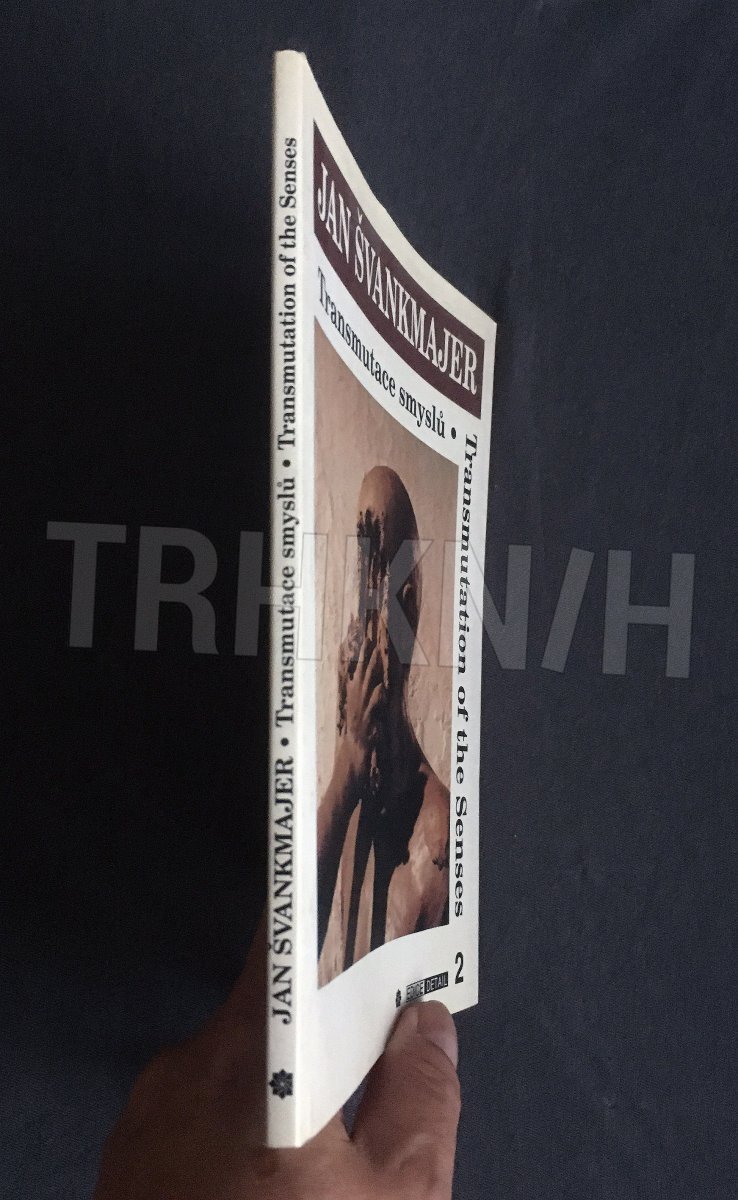 JAN ŠVANKMAJER • Transmutace smyslů • Transmutation of the Senses
JAN ŠVANKMAJER
Transmutace smyslů •
Transmutation of the Senses
EDICE DETAIL
2
TRHKNIH